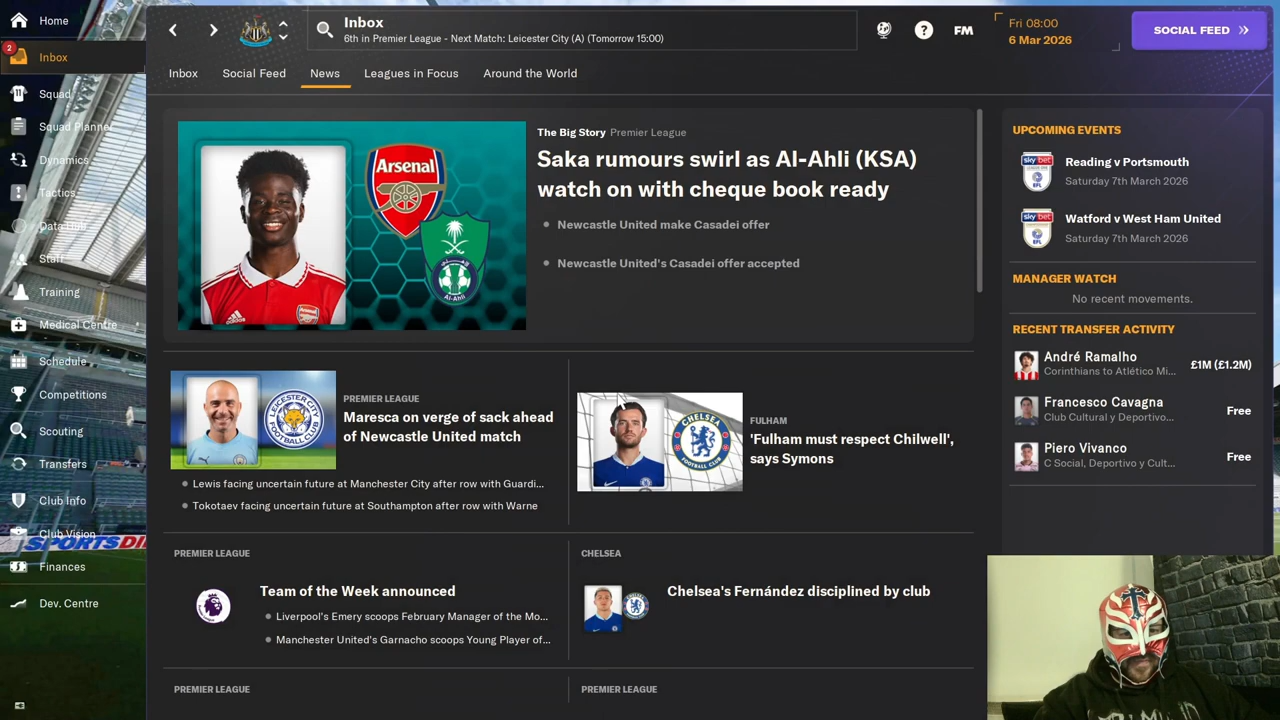 Home
2
Inbox
Squad
Squad Planner
Dynamics
Tactics
Data Hub
Staff
Training
Medical Centre
Schedule
Competitions
Scouting
Transfers
Club Info
Club Vision
SPORTS DI
Finances
Dev. Centre
Inbox
6th in Premier League - Next Match: Leicester City (A) (Tomorrow 15:00)
?
FM
Fri 08:00
6 Mar 2026
SOCIAL FEED
Inbox
Social Feed
News
Leagues in Focus
Around the World
Arsenal
The Big Story Premier League
Saka rumours swirl as Al-Ahli (KSA)
watch on with cheque book ready
Newcastle United make Casadei offer
Newcastle United's Casadei offer accepted
PREMIER LEAGUE
Maresca on verge of sack ahead
of Newcastle United match
Lewis facing uncertain future at Manchester City after row with Guardi...
Tokotaev facing uncertain future at Southampton after row with Warne
FULHAM
'Fulham must respect Chilwell',
says Symons
PREMIER LEAGUE
Team of the Week announced
Liverpool's Emery scoops February Manager of the Mo...
Manchester United's Garnacho scoops Young Player of...
CHELSEA
Chelsea's Fernández disciplined by club
PREMIER LEAGUE
PREMIER LEAGUE
UPCOMING EVENTS
Reading v Portsmouth
Saturday 7th March 2026
Watford v West Ham United
Saturday 7th March 2026
MANAGER WATCH
No recent movements.
RECENT TRANSFER ACTIVITY
André Ramalho
Corinthians to Atlético Mi...
£1M (£1.2M)
Francesco Cavagna
Club Cultural y Deportivo...
Free
Piero Vivanco
C Social, Deportivo y Cult...
Free